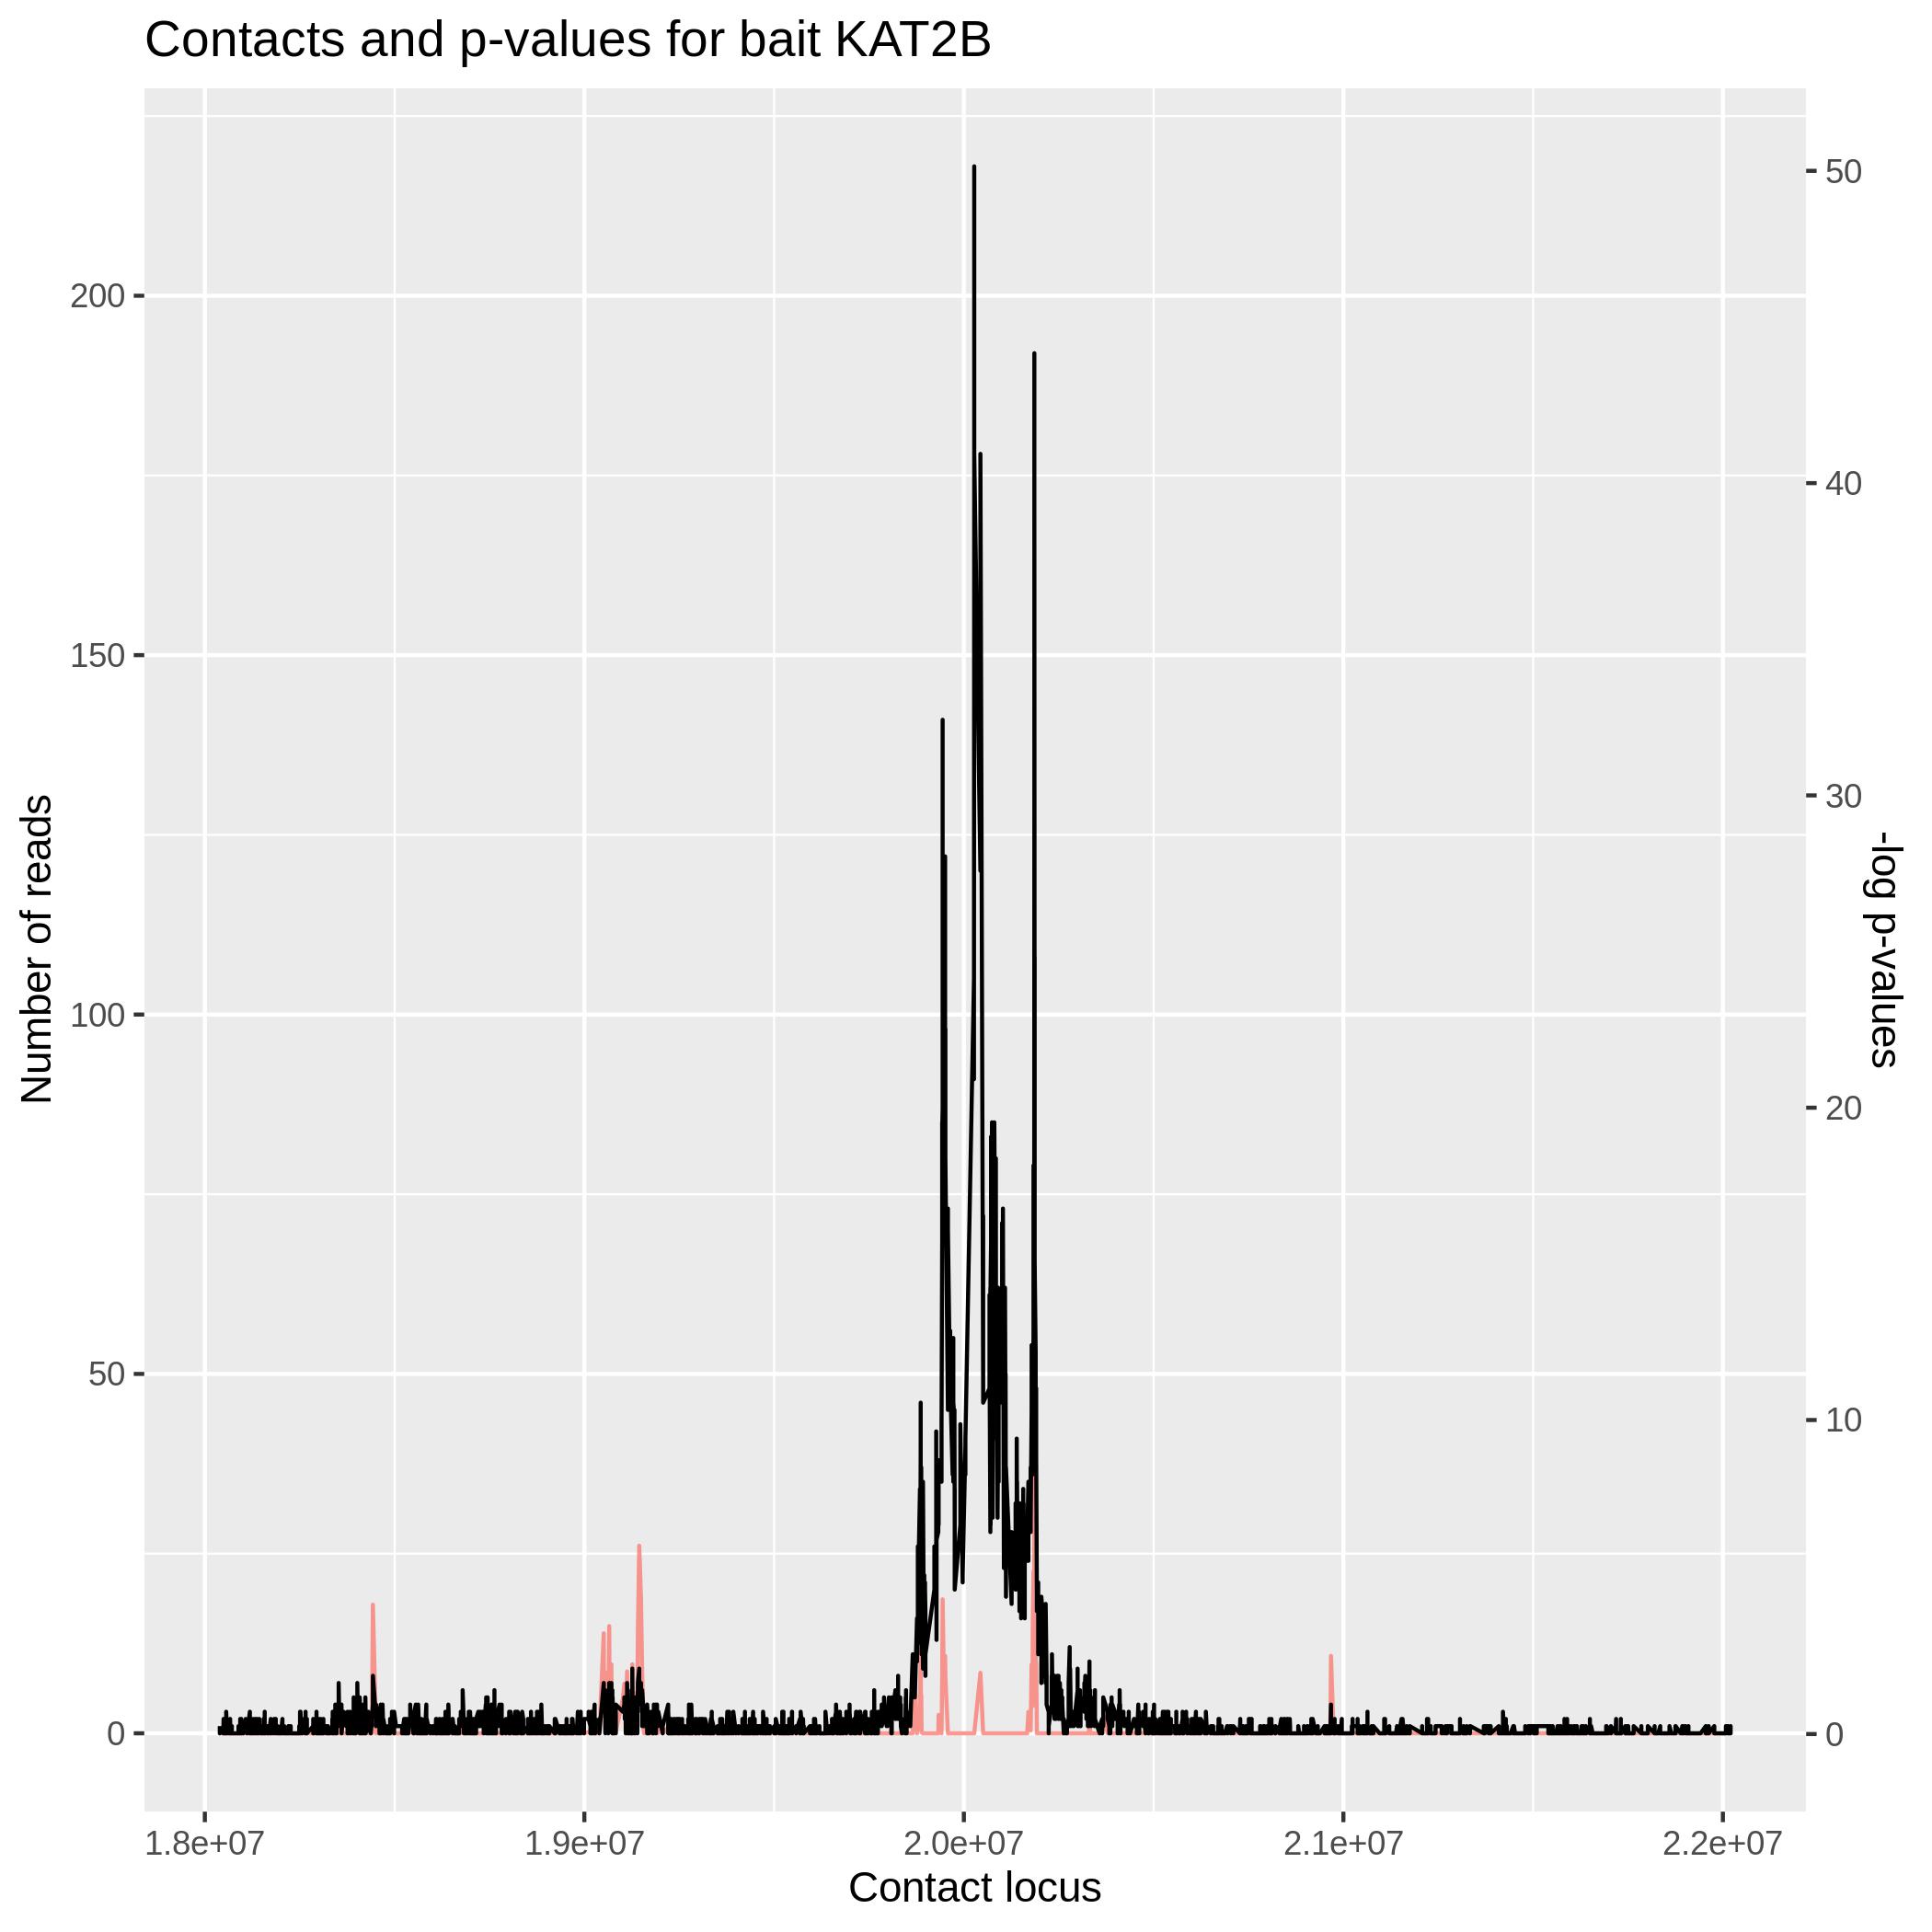 Contacts and p-values for bait KAT2B
50
200
40
150
30
Number of reads
-log p-values
100
20
50
10
0
0
1.8e+07 1.9e+07 2.0e+07 2.1e+07 2.2e+07
Contact locus